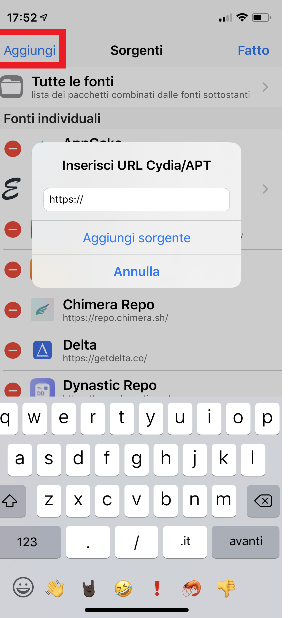 17:52
Aggiungi Sorgenti Fatto
Tutte le fonti
lista dei pacchetti combinati dalle fonti sottostanti
Fonti individuali
Inserisci URL Cydia/APT
https://
Aggiungi sorgente
Annulla
Chimera Repo
https://repo.chimera.sh/
Delta
https://getdelta.co/
Dynastic Repo
q w e r t y u i o p
a s d f g h j k l
z x c v b n m
123 . / .it avanti